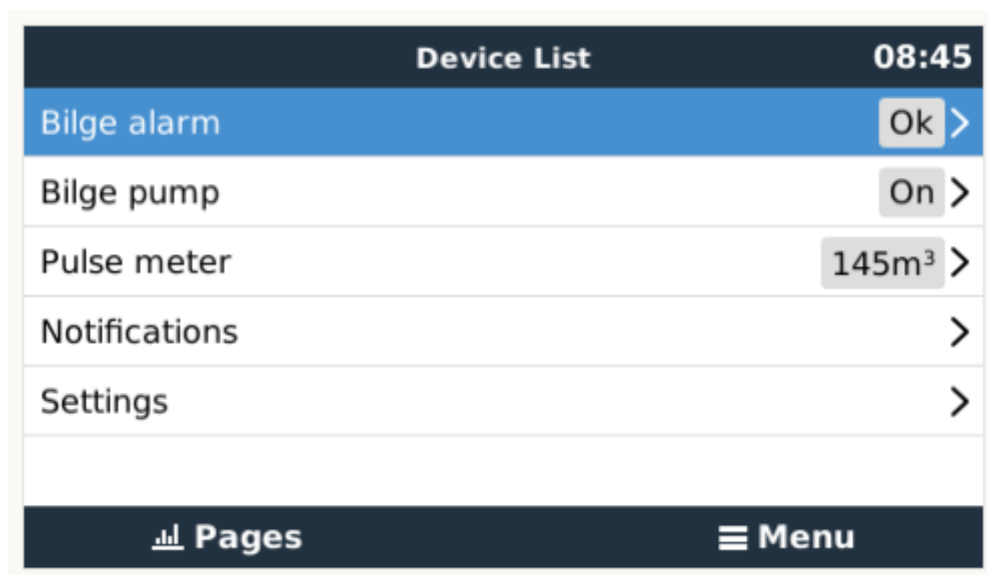 Device List 08:45
Bilge alarm Ok
Bilge pump On
Pulse meter 145m³
Notifications
Settings
Pages Menu